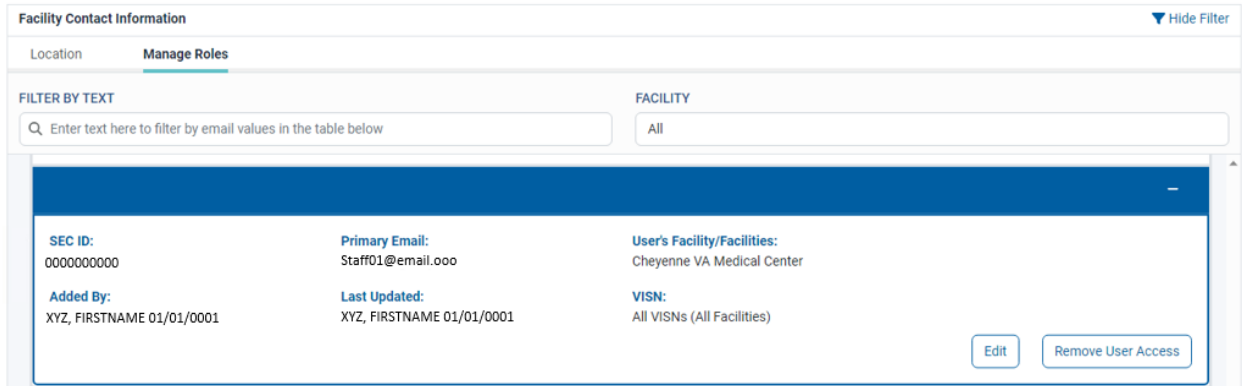 Facility Contact Information
Hide Filter
Location
Manage Roles
FILTER BY TEXT
FACILITY
Enter text here to filter by email values in the table below
All
SEC ID:
Primary Email:
User's Facility/Facilities:
0000000000
Staff01@email.ooo
Cheyenne VA Medical Center
Added By:
Last Updated:
VISN:
XYZ, FIRSTNAME 01/01/0001
XYZ, FIRSTNAME 01/01/0001
All VISNs (All Facilities)
Edit
Remove User Access